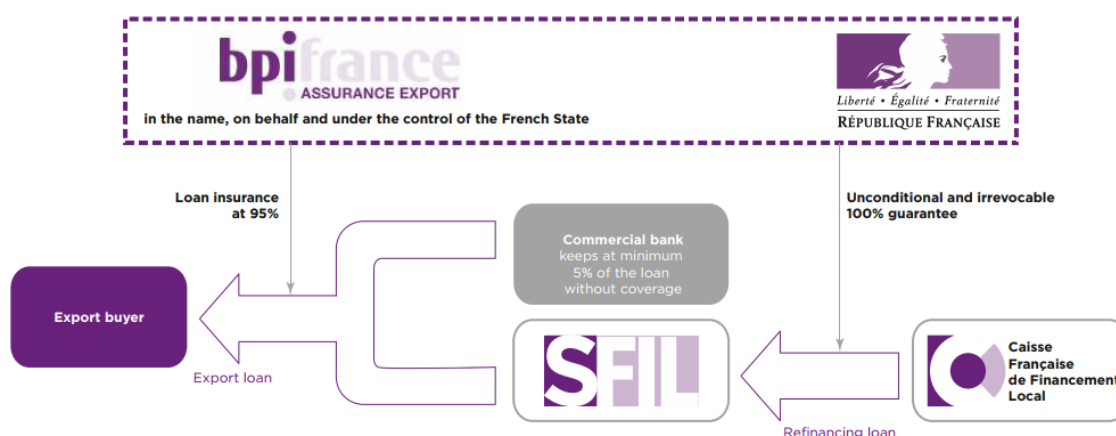 bpifrance
ASSURANCE EXPORT
in the name, on behalf and under the control of the French State
Liberté • Égalité • Fraternité
RÉPUBLIQUE FRANÇAISE
Loan insurance
at 95%
Unconditional and irrevocable
100% guarantee
Commercial bank
keeps at minimum
5% of the loan
without coverage
Export buyer
Export loan
SFIL
Refinancing loan
Caisse
Française
de Financement
Local